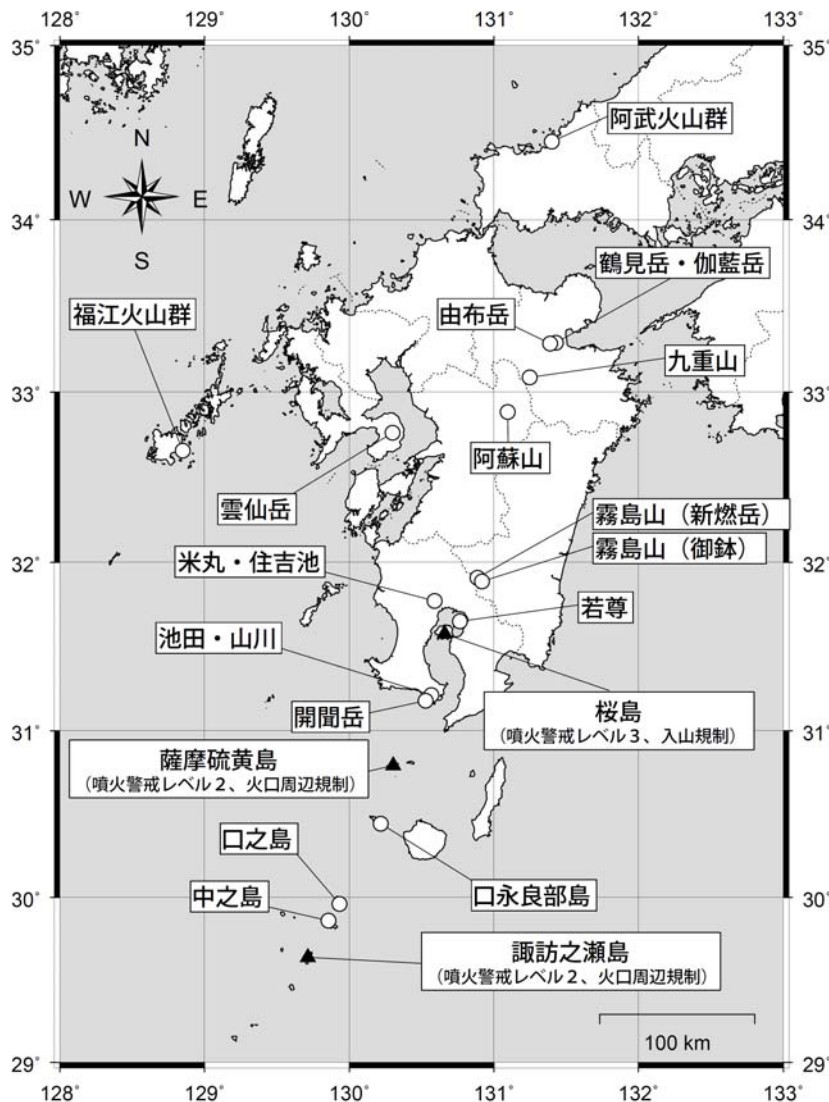 128˚ 129˚ 130˚ 131˚ 132˚ 133˚
35˚ 35˚
阿武火山群
N
W E
S
34˚ 34˚
鶴見岳・伽藍岳
福江火山群
由布岳
九重山
33˚ 33˚
阿蘇山
雲仙岳
霧島山（新燃岳）
霧島山（御鉢）
32˚ 32˚
米丸・住吉池
若尊
池田・山川
開聞岳
桜島
（噴火警戒レベル３、入山規制）
31˚ 31˚
薩摩硫黄島
（噴火警戒レベル２、火口周辺規制）
口之島
中之島
口永良部島
30˚ 30˚
諏訪之瀬島
（噴火警戒レベル２、火口周辺規制）
100 km
29˚ 29˚
128˚ 129˚ 130˚ 131˚ 132˚ 133˚